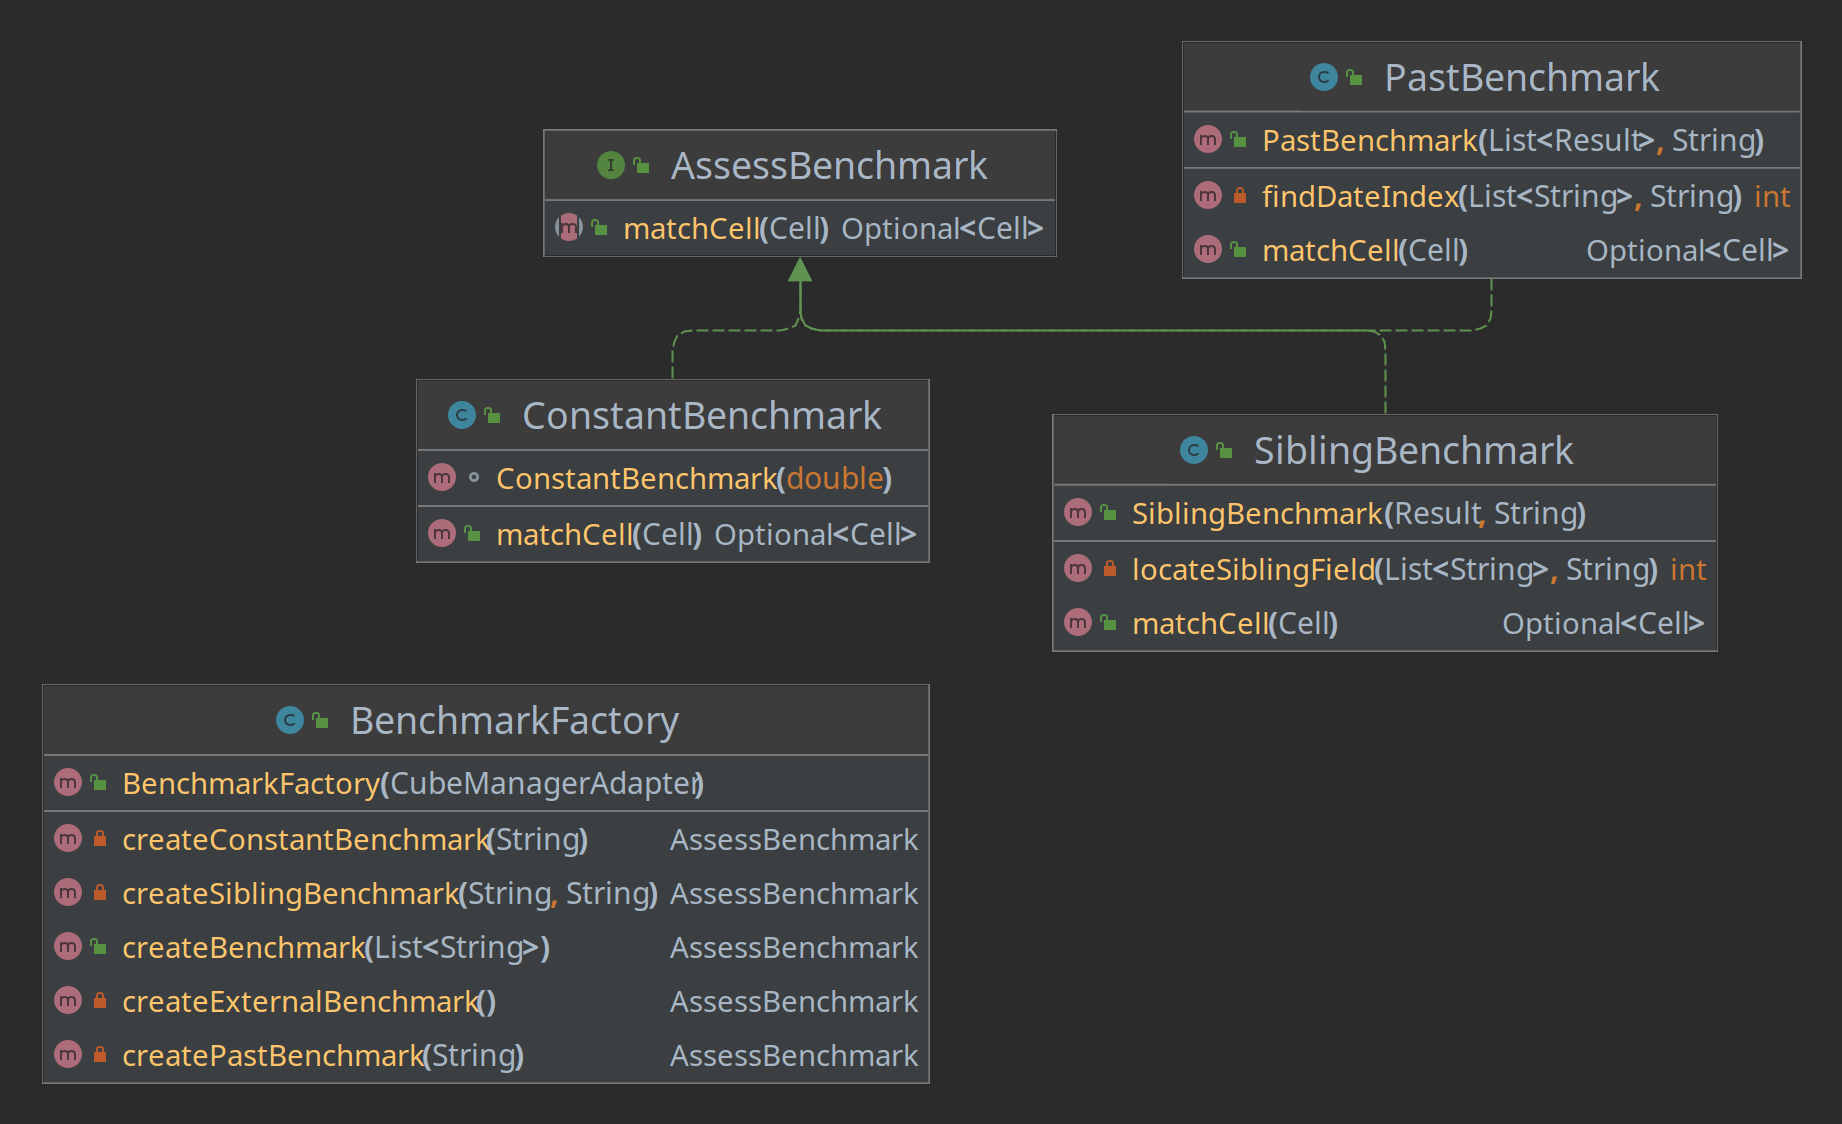 PastBenchmark
PastBenchmark(List<Result>, String)
findDateIndex(List<String>, String) int
matchCell(Cell) Optional<Cell>
AssessBenchmark
matchCell(Cell) Optional<Cell>
ConstantBenchmark
ConstantBenchmark(double)
matchCell(Cell) Optional<Cell>
SiblingBenchmark
SiblingBenchmark(Result, String)
locateSiblingField(List<String>, String) int
matchCell(Cell) Optional<Cell>
BenchmarkFactory
BenchmarkFactory(CubeManagerAdapter)
createConstantBenchmark(String) AssessBenchmark
createSiblingBenchmark(String, String) AssessBenchmark
createBenchmark(List<String>) AssessBenchmark
createExternalBenchmark() AssessBenchmark
createPastBenchmark(String) AssessBenchmark